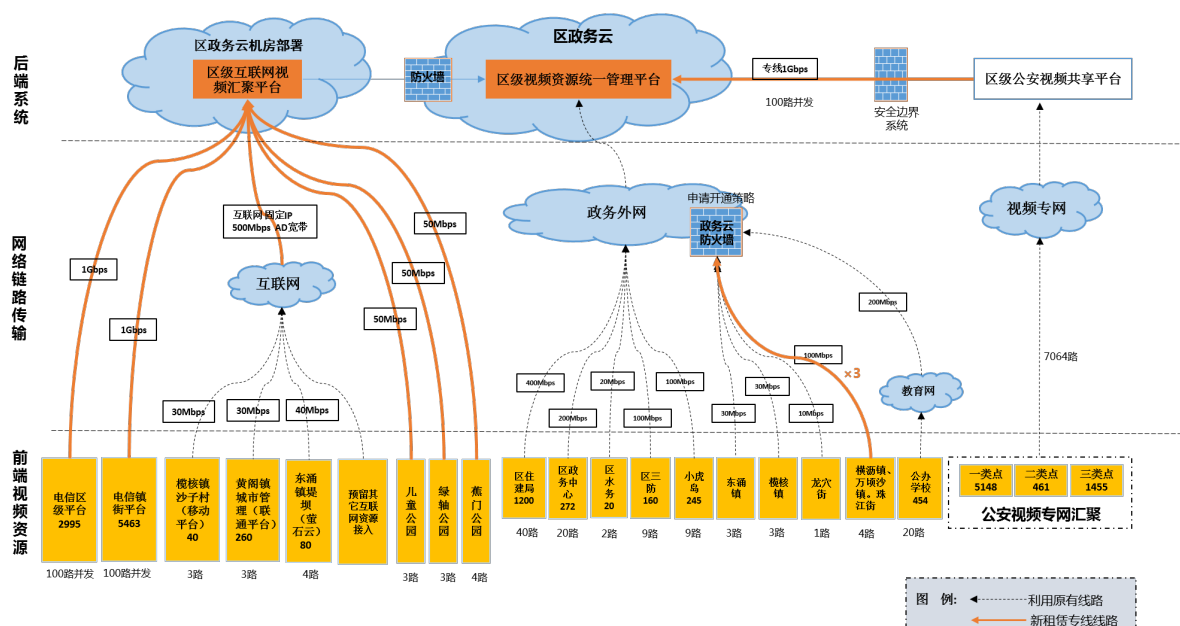 后端系统
区政务云机房部署
区级互联网视
频汇聚平台
防火墙
区政务云
区级视频资源统一管理平台
专线1Gbps
100路并发
安全边界
系统
区级公安视频共享平台
网络链路传输
互联网 固定IP
500Mbps AD宽带
互联网
1Gbps
1Gbps
50Mbps
50Mbps
50Mbps
30Mbps
30Mbps
40Mbps
政务外网
申请开通策略
政务云
防火墙
视频专网
200Mbps
教育网
7064路
400Mbps
200Mbps
20Mbps
100Mbps
100Mbps
30Mbps
30Mbps
10Mbps
100Mbps
×3
前端视频资源
电信区
级平台
2995
100路并发
电信镇
街平台
5463
100路并发
榄核镇
沙子村
(移动平台)
40
3路
黄阁镇
城市管
理(联
通平台)
260
3路
东涌
镇堤
坝
(萤
石云)
80
4路
预留其
它互联
网资源
接入
儿童公园
3路
绿轴公园
3路
蕉门公园
4路
区住
建局
1200
40路
区政
务中
心
272
20路
区
水务
20
2路
区三
防
160
9路
小虎
岛
245
9路
东涌
镇
3路
榄核
镇
3路
龙穴
街
1路
横沥镇、
万顷沙
镇。珠
江街
4路
公办
学校
454
20路
一类点
5148
二类点
461
三类点
1455
公安视频专网汇聚
图 例:
利用原有线路
新租赁专线线路